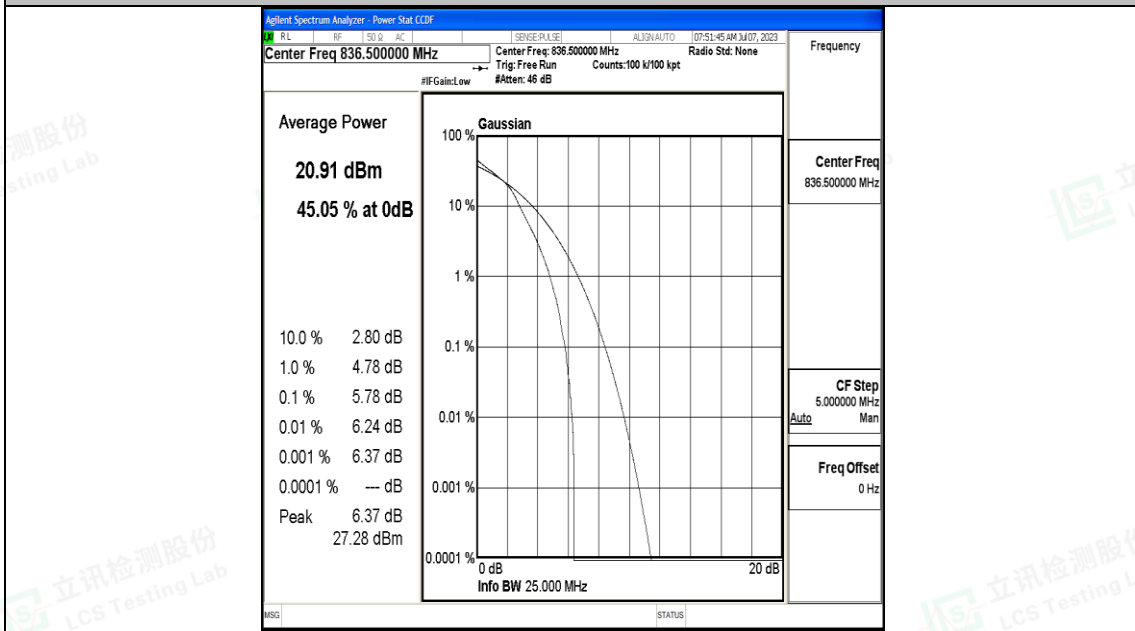 Agilent Spectrum Analyzer - Power Stat CCDF
RL RF 50 Ω AC SENSE:PULSE ALIGN AUTO 07:51:45 AM Jul 07, 2023
Center Freq 836.500000 MHz
Center Freq: 836.500000 MHz Radio Std: None
Trig: Free Run Counts:100 k/100 kpt
#IFGain:Low #Atten: 46 dB
Frequency
Average Power
20.91 dBm
45.05 % at 0dB
10.0 % 2.80 dB
1.0 % 4.78 dB
0.1 % 5.78 dB
0.01 % 6.24 dB
0.001 % 6.37 dB
0.0001 % --- dB
Peak 6.37 dB
27.28 dBm
Gaussian
100 %
10 %
1 %
0.1 %
0.01 %
0.001 %
0.0001 %
0 dB 20 dB
Info BW 25.000 MHz
Center Freq
836.500000 MHz
CF Step
5.000000 MHz
Auto Man
Freq Offset
0 Hz
MSG STATUS
立讯检测股份
LCS Testing Lab
立讯检测股份